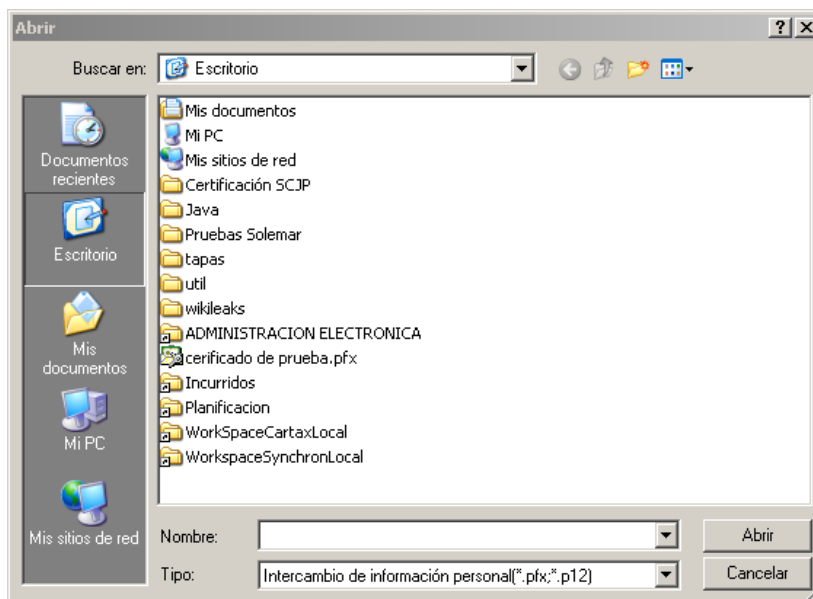 Abrir
Buscar en:
Escritorio
Documentos
recientes
Escritorio
Mis
documentos
Mi PC
Mis sitios de red
Mis documentos
Mi PC
Mis sitios de red
Certificación SCJP
Java
Pruebas Solemar
tapas
util
wikileaks
ADMINISTRACION ELECTRONICA
cerificado de prueba.pfx
Incurridos
Planificacion
WorkSpaceCartaxLocal
WorkspaceSynchronLocal
Nombre:
Abrir
Tipo:
Intercambio de información personal(*.pfx;*.p12)
Cancelar